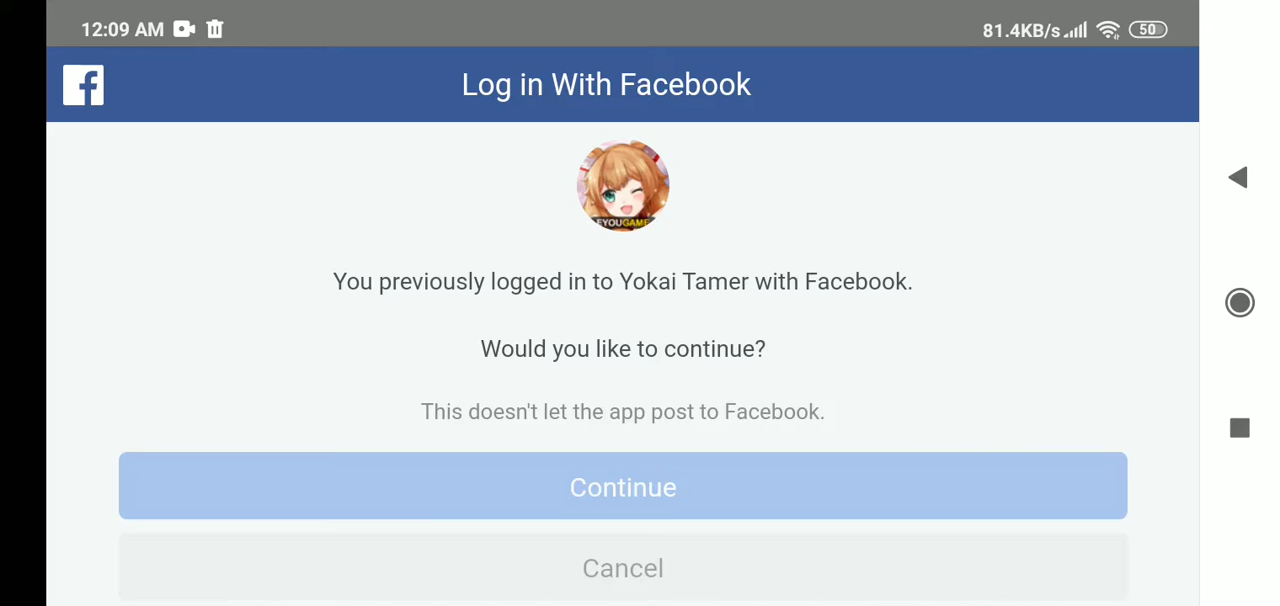 12:09 AM 81.4KB/s 50
Log in With Facebook
EYOUGAME
You previously logged in to Yokai Tamer with Facebook.
Would you like to continue?
This doesn't let the app post to Facebook.
Continue
Cancel